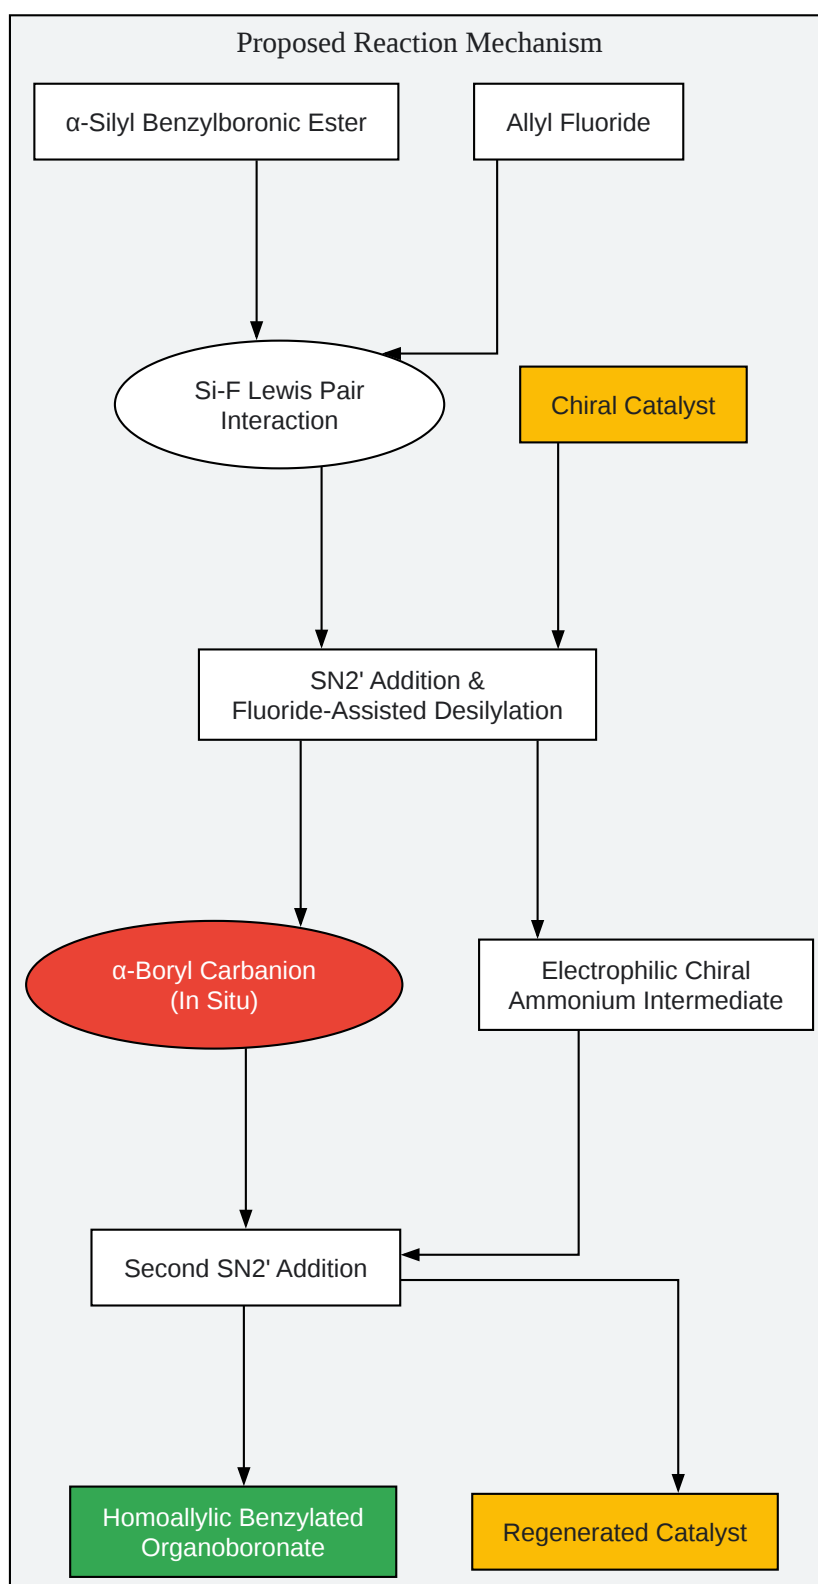 Proposed Reaction Mechanism
α-Silyl Benzylboronic Ester
Allyl Fluoride
Si-F Lewis Pair
Interaction
Chiral Catalyst
SN2' Addition &
Fluoride-Assisted Desilylation
α-Boryl Carbanion
(In Situ)
Electrophilic Chiral
Ammonium Intermediate
Second SN2' Addition
Homoallylic Benzylated
Organoboronate
Regenerated Catalyst